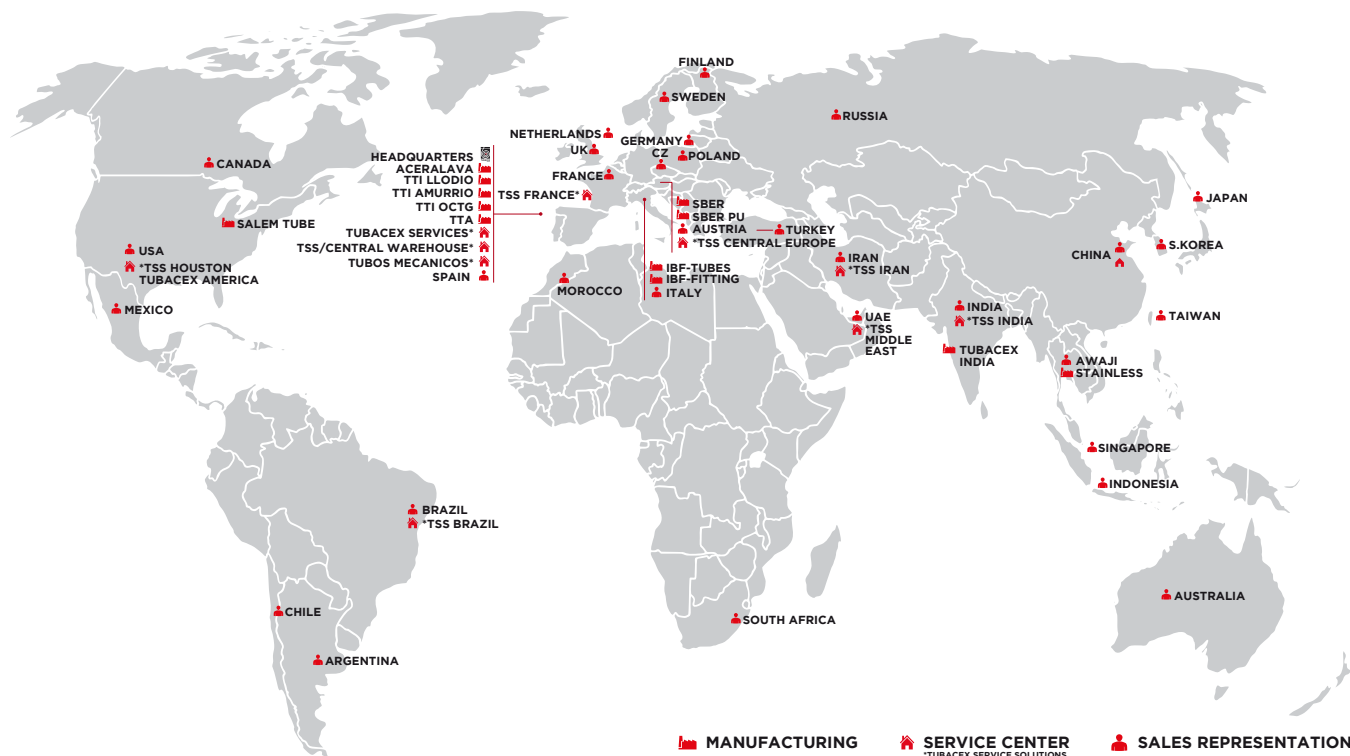 FINLAND
SWEDEN
RUSSIA
NETHERLANDS
GERMANY
UK
CZ
POLAND
FRANCE
TSS FRANCE*
CANADA
HEADQUARTERS
ACERALAVA
TTI LLODIO
TTI AMURRIO
TTI OCTG
TTA
TUBACEX SERVICES*
TSS/CENTRAL WAREHOUSE*
TUBOS MECANICOS*
SPAIN
SALEM TUBE
USA
*TSS HOUSTON
TUBACEX AMERICA
MEXICO
SBER
SBER PU
AUSTRIA
*TSS CENTRAL EUROPE
TURKEY
IBF-TUBES
IBF-FITTING
ITALY
MOROCCO
IRAN
*TSS IRAN
UAE
*TSS
MIDDLE
EAST
INDIA
*TSS INDIA
TUBACEX
INDIA
JAPAN
S.KOREA
CHINA
TAIWAN
AWAJI
STAINLESS
SINGAPORE
INDONESIA
BRAZIL
*TSS BRAZIL
CHILE
ARGENTINA
SOUTH AFRICA
AUSTRALIA
MANUFACTURING
SERVICE CENTER
*TUBACEX SERVICE SOLUTIONS
SALES REPRESENTATION